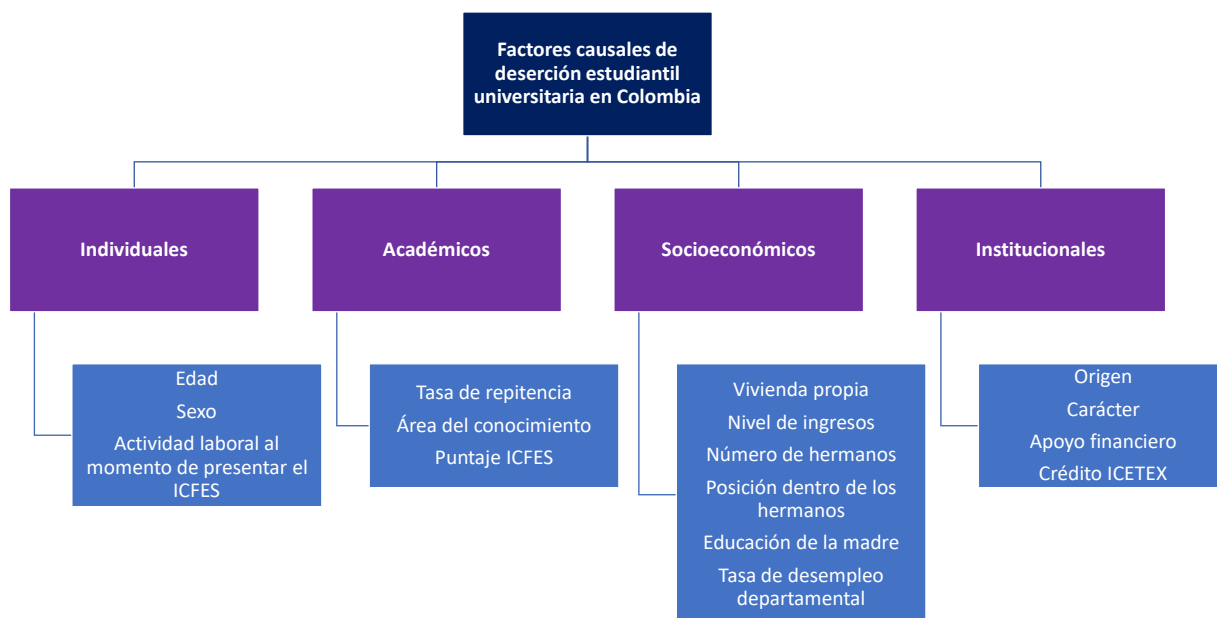 Factores causales de
deserción estudiantil
universitaria en Colombia
Individuales
Académicos
Socioeconómicos
Institucionales
Edad
Sexo
Actividad laboral al
momento de presentar el
ICFES
Tasa de repitencia
Área del conocimiento
Puntaje ICFES
Vivienda propia
Nivel de ingresos
Número de hermanos
Posición dentro de los
hermanos
Educación de la madre
Tasa de desempleo
departamental
Origen
Carácter
Apoyo financiero
Crédito ICETEX